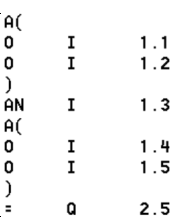 A(
O I 1.1
O I 1.2
)
AN I 1.3
A(
O I 1.4
O I 1.5
)
= Q 2.5